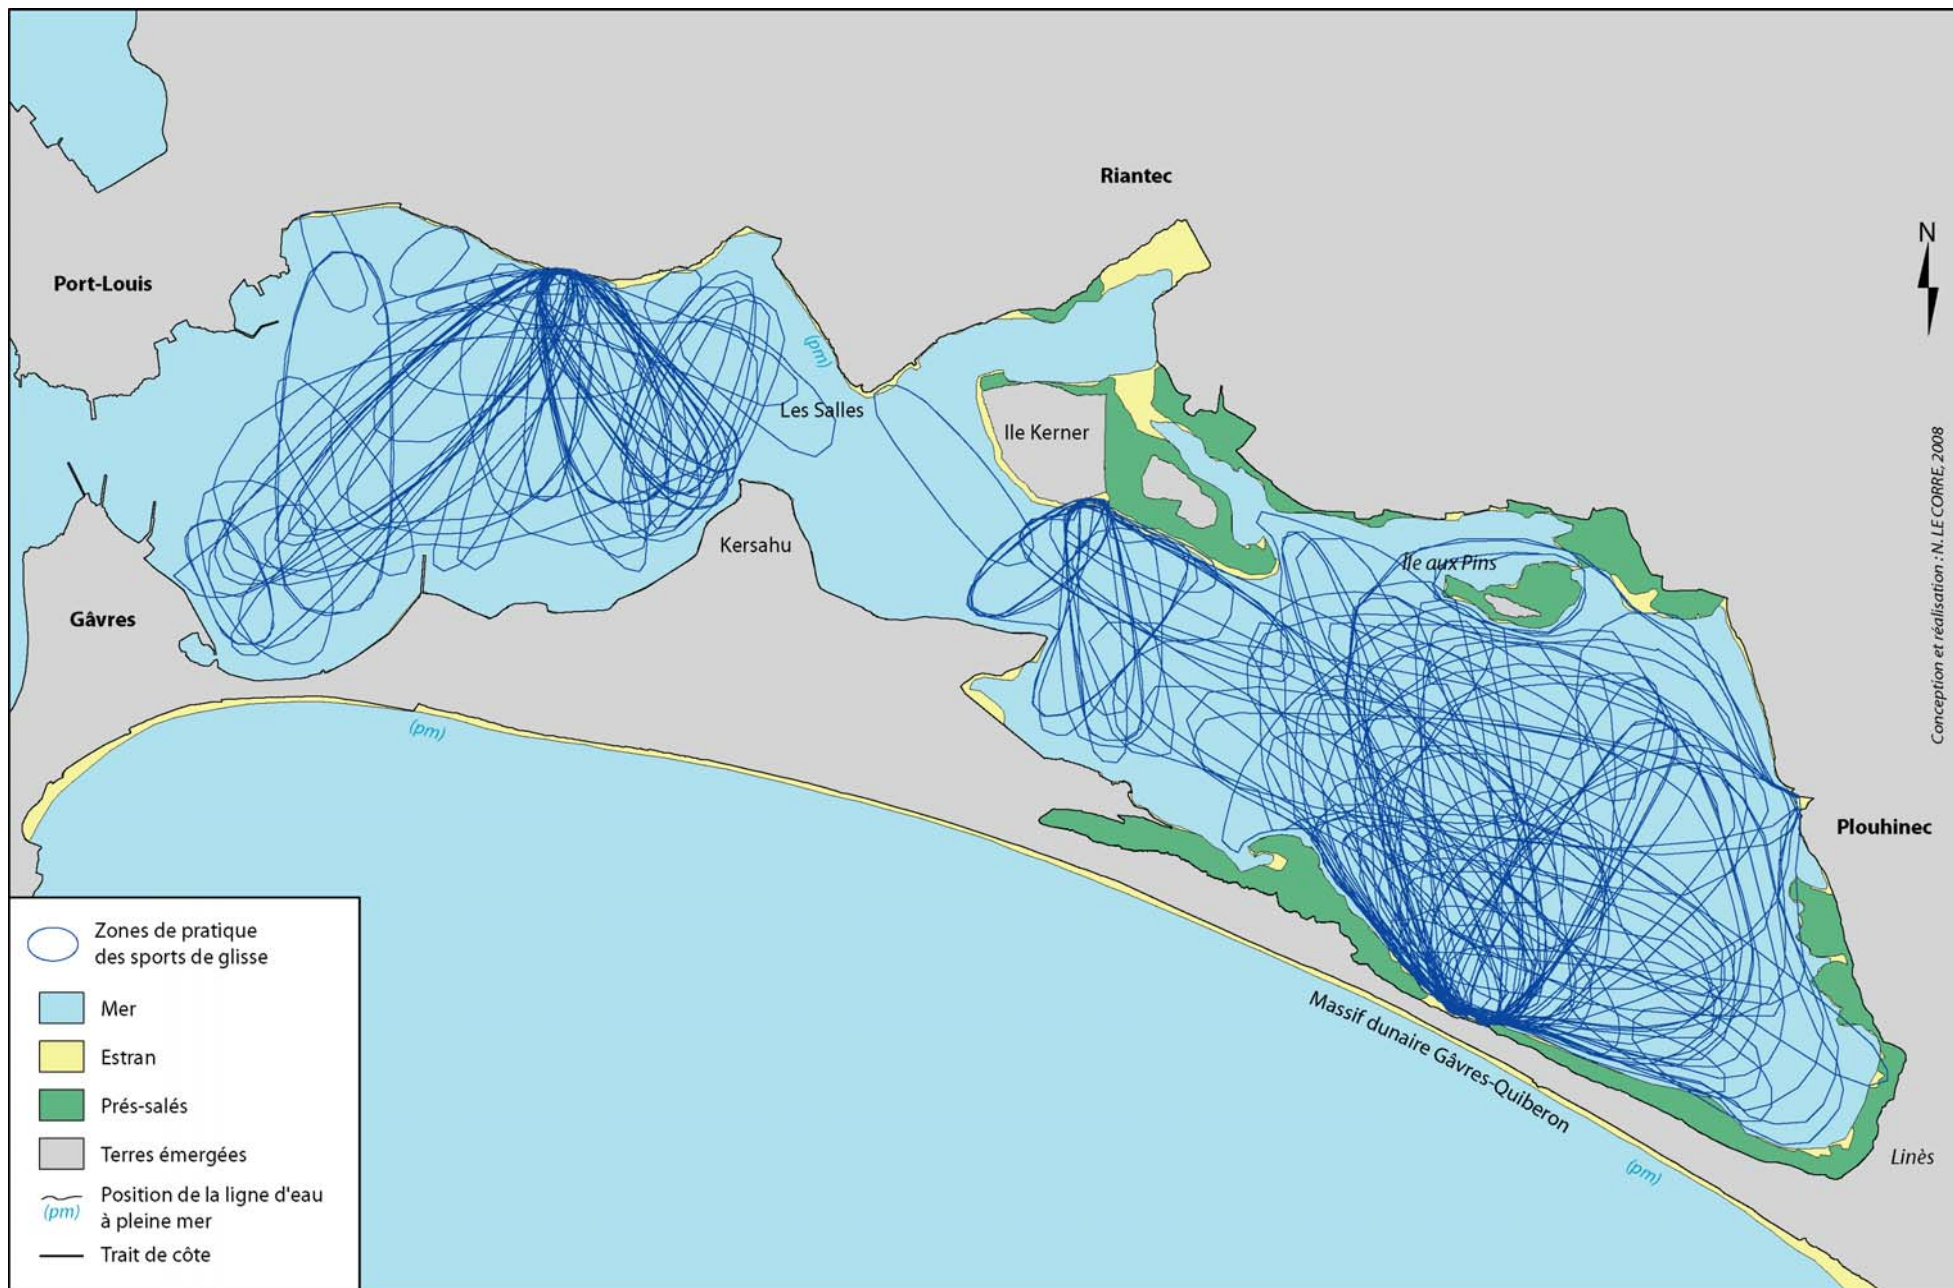 Riantec
N
Port-Louis
(pm)
Les Salles
Ile Kerner
Conception et réalisation : N. LE CORRE, 2008
Kersahu
Île aux Pins
Gâvres
(pm)
Plouhinec
Massif dunaire Gâvres-Quiberon
Linès
(pm)
Zones de pratique
des sports de glisse
Mer
Estran
Prés-salés
Terres émergées
Position de la ligne d'eau
(pm)
à pleine mer
Trait de côte